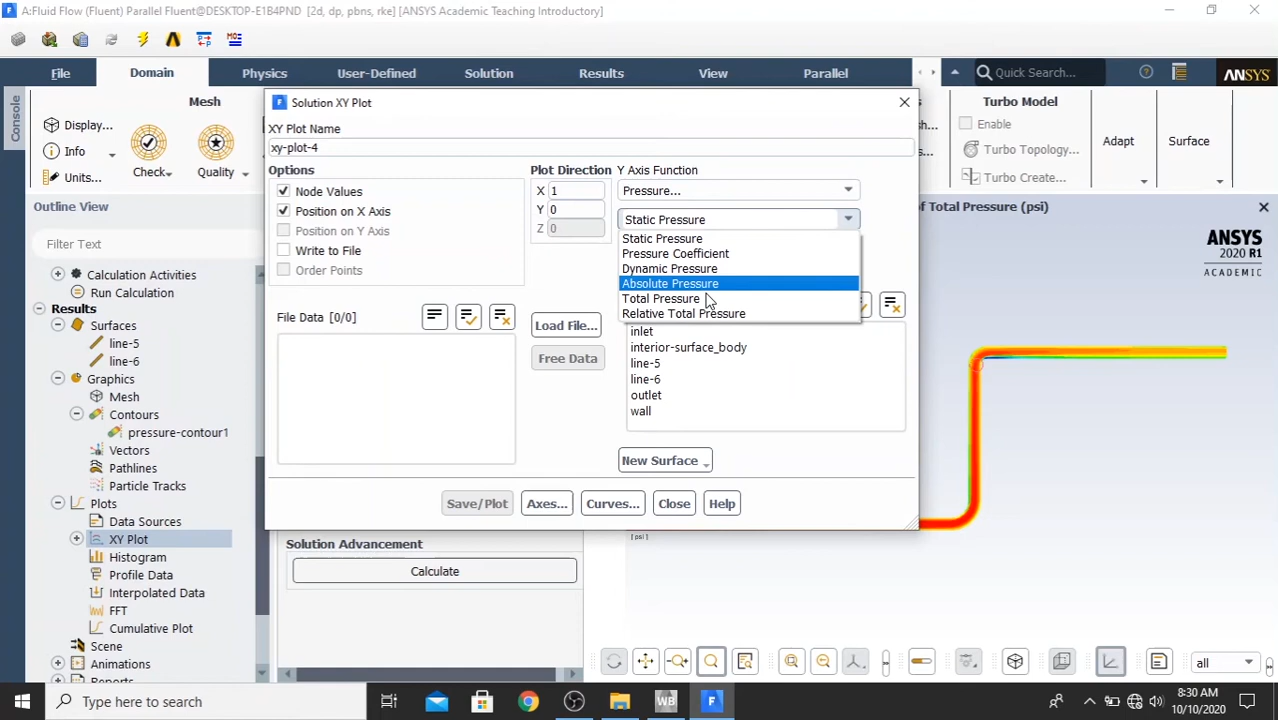 A:Fluid Flow (Fluent) Parallel Fluent@DESKTOP-E1B4PND [2d, dp, pbns, rke] [ANSYS Academic Teaching Introductory]
File Domain Physics User-Defined Solution Results View Parallel Quick Search... ANSYS
Console
Mesh
Display...
Info
Units...
Check
Quality
Turbo Model
Enable
Turbo Topology...
Turbo Create...
Adapt
Surface
Outline View
Filter Text
Calculation Activities
Run Calculation
Results
Surfaces
line-5
line-6
Graphics
Mesh
Contours
pressure-contour1
Vectors
Pathlines
Particle Tracks
Plots
Data Sources
XY Plot
Histogram
Profile Data
Interpolated Data
FFT
Cumulative Plot
Scene
Animations
Reports
Solution XY Plot
XY Plot Name
xy-plot-4
Options
Node Values
Position on X Axis
Position on Y Axis
Write to File
Order Points
Plot Direction
X 1
Y 0
Z 0
Y Axis Function
Pressure...
Static Pressure
Static Pressure
Pressure Coefficient
Dynamic Pressure
Absolute Pressure
Total Pressure
Relative Total Pressure
File Data [0/0]
Load File...
Free Data
inlet
interior-surface_body
line-5
line-6
outlet
wall
New Surface
Save/Plot Axes... Curves... Close Help
Solution Advancement
Calculate
of Total Pressure (psi)
ANSYS
2020 R1
ACADEMIC
[psi]
all
Type here to search
WB
8:30 AM
10/10/2020